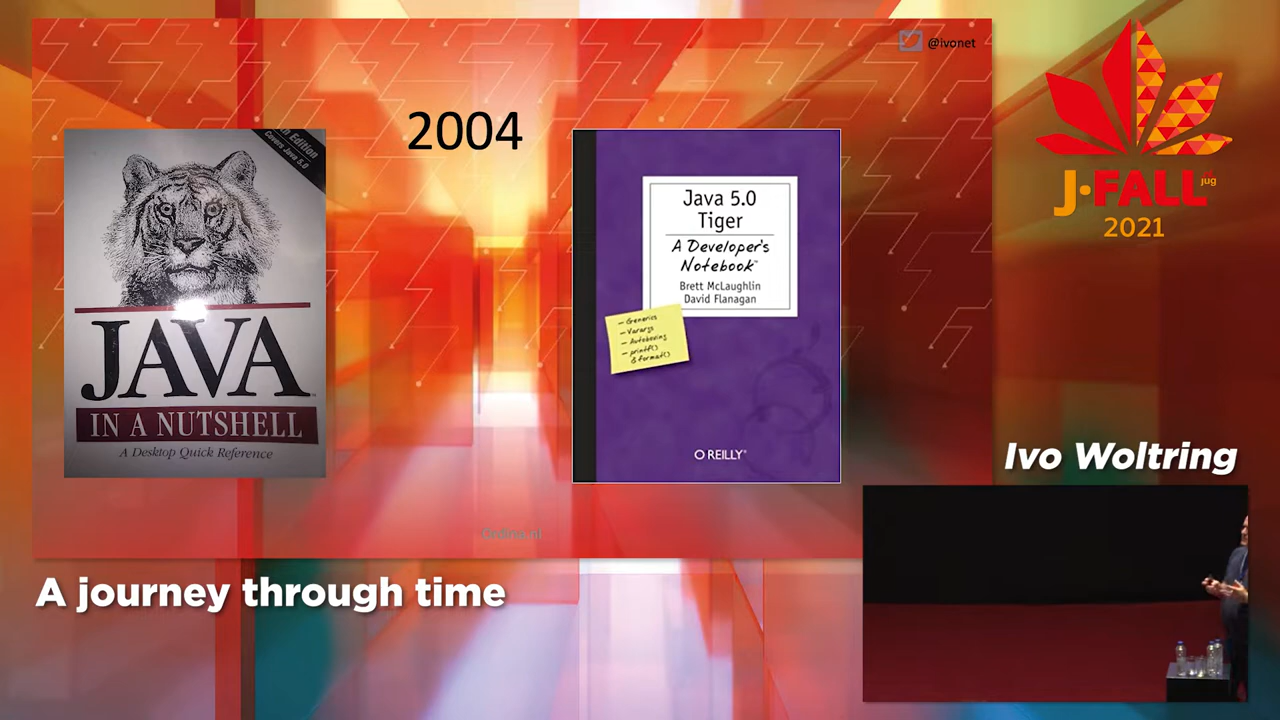 @ivonet
2004
Edition
Covers Java 5.0
JAVA
IN A NUTSHELL
A Desktop Quick Reference
Java 5.0
Tiger
A Developer's
Notebook™
Brett McLaughlin
David Flanagan
– Generics
– Varargs
– Autoboxing
– printf()
& format()
O REILLY®
J•FALL
jug
2021
Ivo Woltring
A journey through time